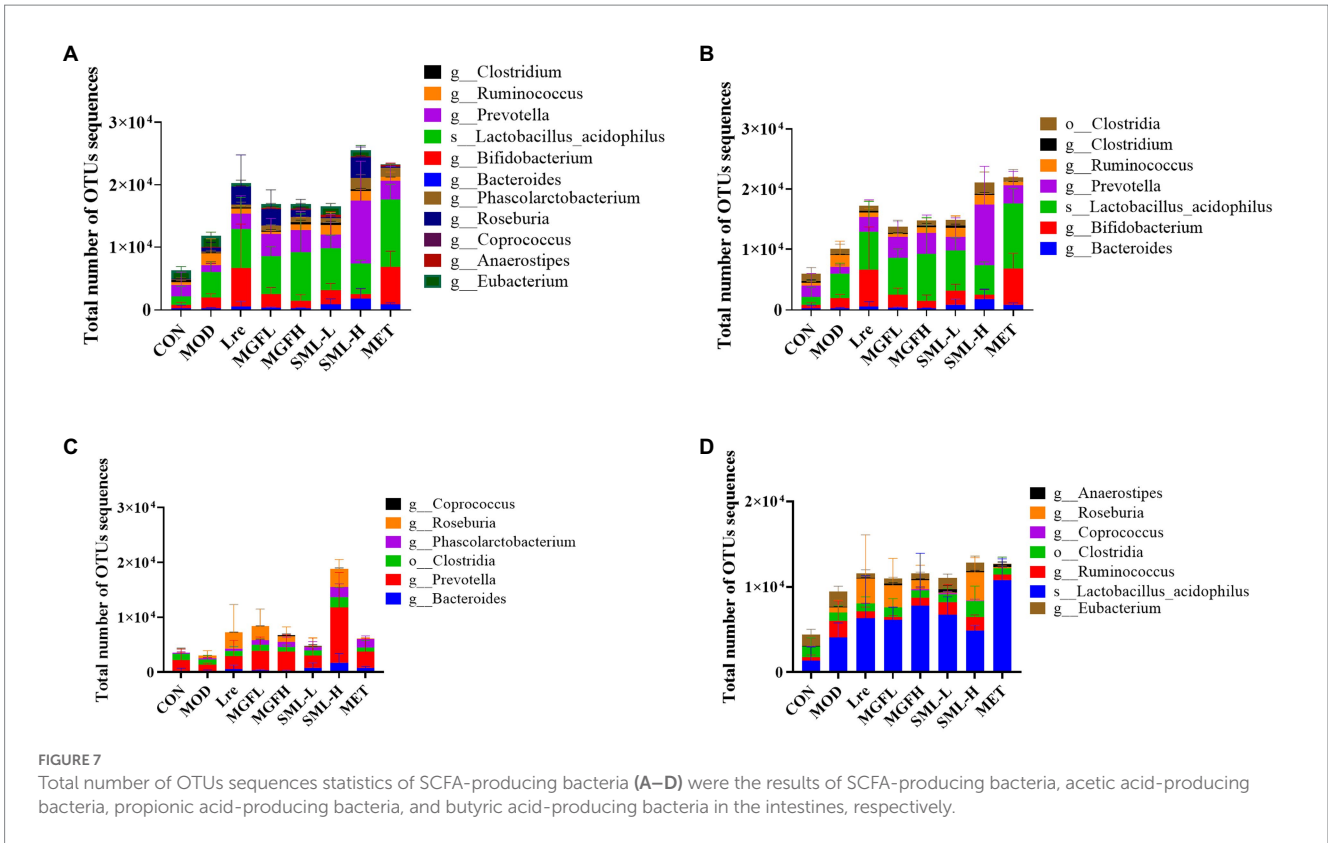 A
Total number of OTUs sequences
3×10⁴
2×10⁴
1×10⁴
0
CON
MOD
Lre
MGFL
MGFH
SML-L
SML-H
MET
g__Clostridium
g__Ruminococcus
g__Prevotella
s__Lactobacillus_acidophilus
g__Bifidobacterium
g__Bacteroides
g__Phascolarctobacterium
g__Roseburia
g__Coprococcus
g__Anaerostipes
g__Eubacterium
B
Total number of OTUs sequences
3×10⁴
2×10⁴
1×10⁴
0
CON
MOD
Lre
MGFL
MGFH
SML-L
SML-H
MET
o__Clostridia
g__Clostridium
g__Ruminococcus
g__Prevotella
s__Lactobacillus_acidophilus
g__Bifidobacterium
g__Bacteroides
C
Total number of OTUs sequences
3×10⁴
2×10⁴
1×10⁴
0
CON
MOD
Lre
MGFL
MGFH
SML-L
SML-H
MET
g__Coprococcus
g__Roseburia
g__Phascolarctobacterium
o__Clostridia
g__Prevotella
g__Bacteroides
D
Total number of OTUs sequences
2×10⁴
1×10⁴
0
CON
MOD
Lre
MGFL
MGFH
SML-L
SML-H
MET
g__Anaerostipes
g__Roseburia
g__Coprococcus
o__Clostridia
g__Ruminococcus
s__Lactobacillus_acidophilus
g__Eubacterium
FIGURE 7
Total number of OTUs sequences statistics of SCFA-producing bacteria (A–D) were the results of SCFA-producing bacteria, acetic acid-producing
bacteria, propionic acid-producing bacteria, and butyric acid-producing bacteria in the intestines, respectively.